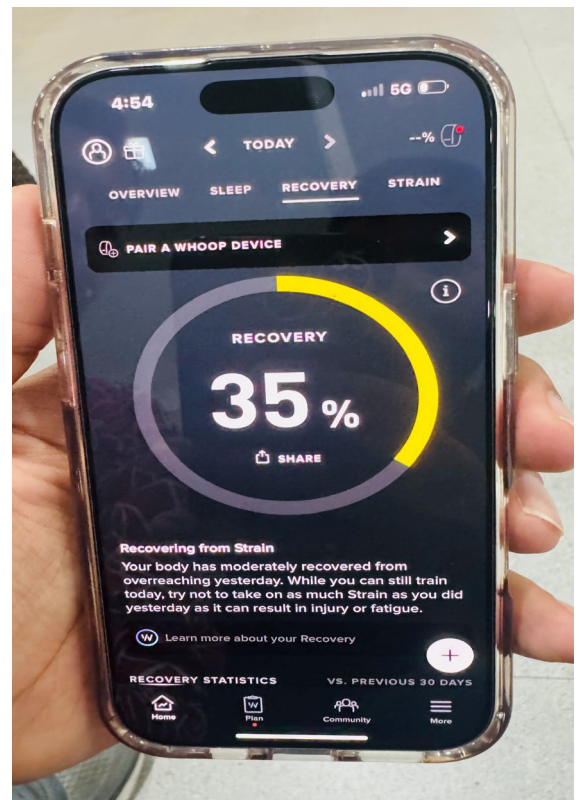 4:54 5G
TODAY --%
OVERVIEW SLEEP RECOVERY STRAIN
PAIR A WHOOP DEVICE
i
RECOVERY
35%
SHARE
Recovering from Strain
Your body has moderately recovered from
overreaching yesterday. While you can still train
today, try not to take on as much Strain as you did
yesterday as it can result in injury or fatigue.
W Learn more about your Recovery
RECOVERY STATISTICS VS. PREVIOUS 30 DAYS
W
Home Plan Community More